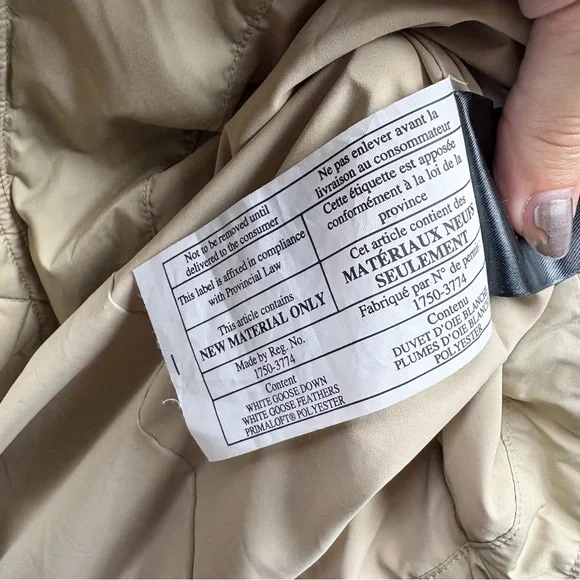 Not to be removed until
delivered to the consumer
This label is affixed in compliance
with Provincial Law
This article contains
NEW MATERIAL ONLY
Made by Reg. No.
1750-3774
Content
WHITE GOOSE DOWN
WHITE GOOSE FEATHERS
PRIMALOFT® POLYESTER
Ne pas enlever avant la
livraison au consommateur
Cette étiquette est apposée
conformément à la loi de la
province
Cet article contient des
MATÉRIAUX NEUFS
SEULEMENT
Fabriqué par N° de permis
1750-3774
Contenu
DUVET D'OIE BLANCHE
PLUMES D'OIE BLANCHE
POLYESTER